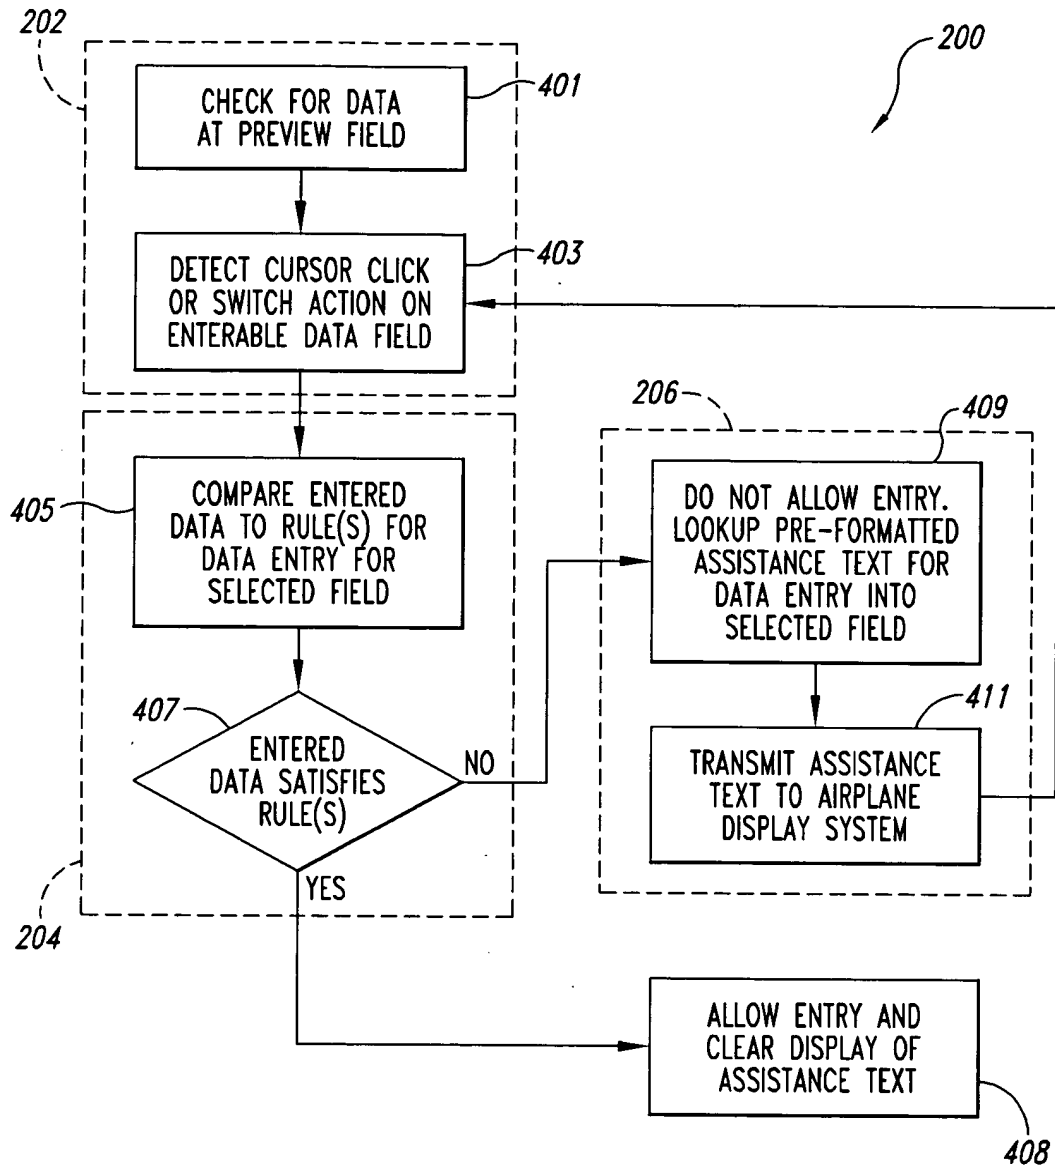 202
200
CHECK FOR DATA
AT PREVIEW FIELD
401
DETECT CURSOR CLICK
OR SWITCH ACTION ON
ENTERABLE DATA FIELD
403
206
409
405
COMPARE ENTERED
DATA TO RULE(S) FOR
DATA ENTRY FOR
SELECTED FIELD
DO NOT ALLOW ENTRY.
LOOKUP PRE-FORMATTED
ASSISTANCE TEXT FOR
DATA ENTRY INTO
SELECTED FIELD
407
ENTERED
DATA SATISFIES
RULE(S)
NO
YES
411
TRANSMIT ASSISTANCE
TEXT TO AIRPLANE
DISPLAY SYSTEM
204
ALLOW ENTRY AND
CLEAR DISPLAY OF
ASSISTANCE TEXT
408